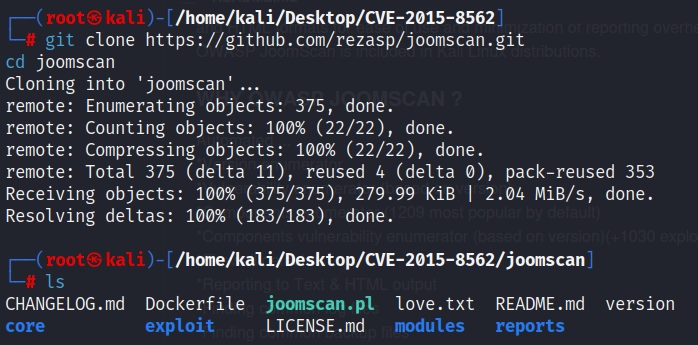 ┌──(root㉿kali)-[/home/kali/Desktop/CVE-2015-8562]
└─# git clone https://github.com/rezasp/joomscan.git
cd joomscan
Cloning into 'joomscan'...
remote: Enumerating objects: 375, done.
remote: Counting objects: 100% (22/22), done.
remote: Compressing objects: 100% (22/22), done.
remote: Total 375 (delta 11), reused 4 (delta 0), pack-reused 353
Receiving objects: 100% (375/375), 279.99 KiB | 2.04 MiB/s, done.
Resolving deltas: 100% (183/183), done.
┌──(root㉿kali)-[/home/kali/Desktop/CVE-2015-8562/joomscan]
└─# ls
CHANGELOG.md Dockerfile joomscan.pl love.txt README.md version
core exploit LICENSE.md modules reports